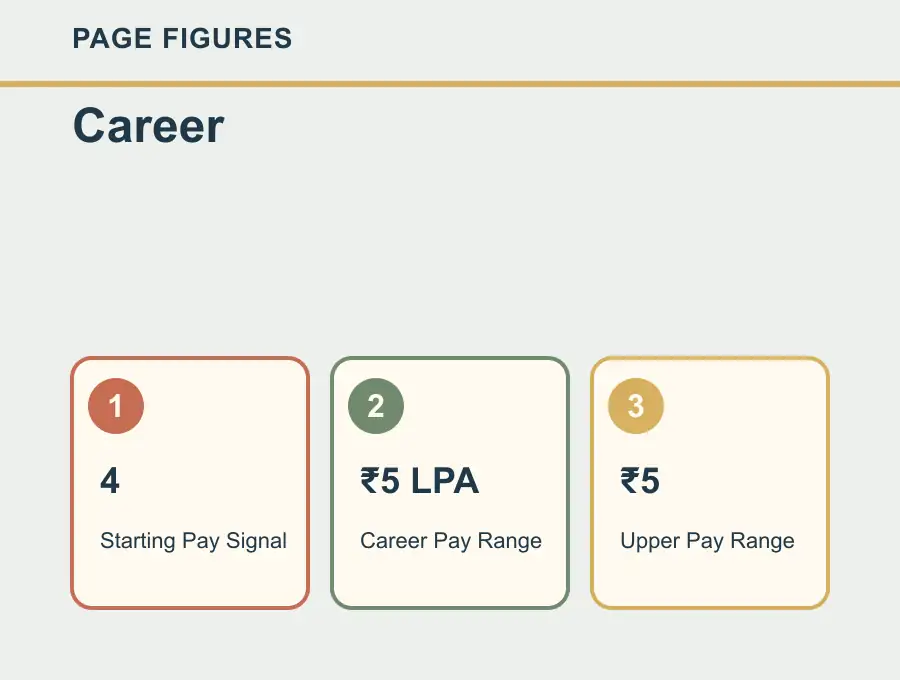 PAGE FIGURES
Career
1
4
Starting Pay Signal
2
₹5 LPA
Career Pay Range
3
₹5
Upper Pay Range